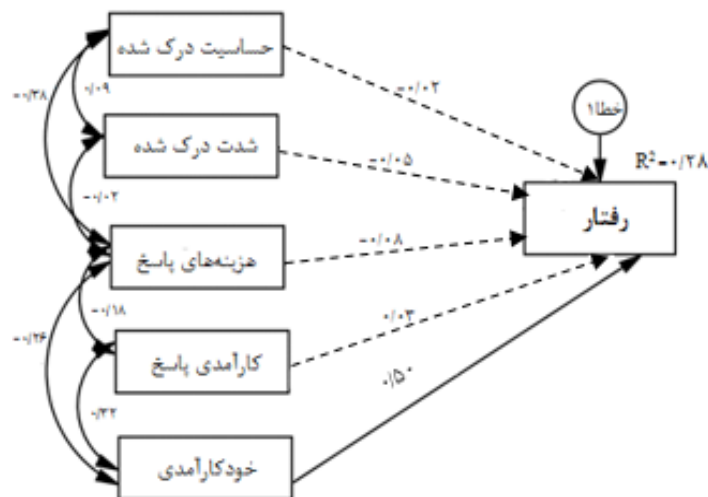 حساسیت درک شده
شدت درک شده
هزینه‌های پاسخ
کارآمدی پاسخ
خودکارآمدی
-۰/۳۸
۰/۰۹
-۰/۰۲
-۰/۱۸
-۰/۲۶
۰/۳۲
-۰/۰۲
-۰/۰۵
-۰/۰۸
۰/۰۳
۰/۵۰
خطا۱
R²=۰/۲۸
رفتار